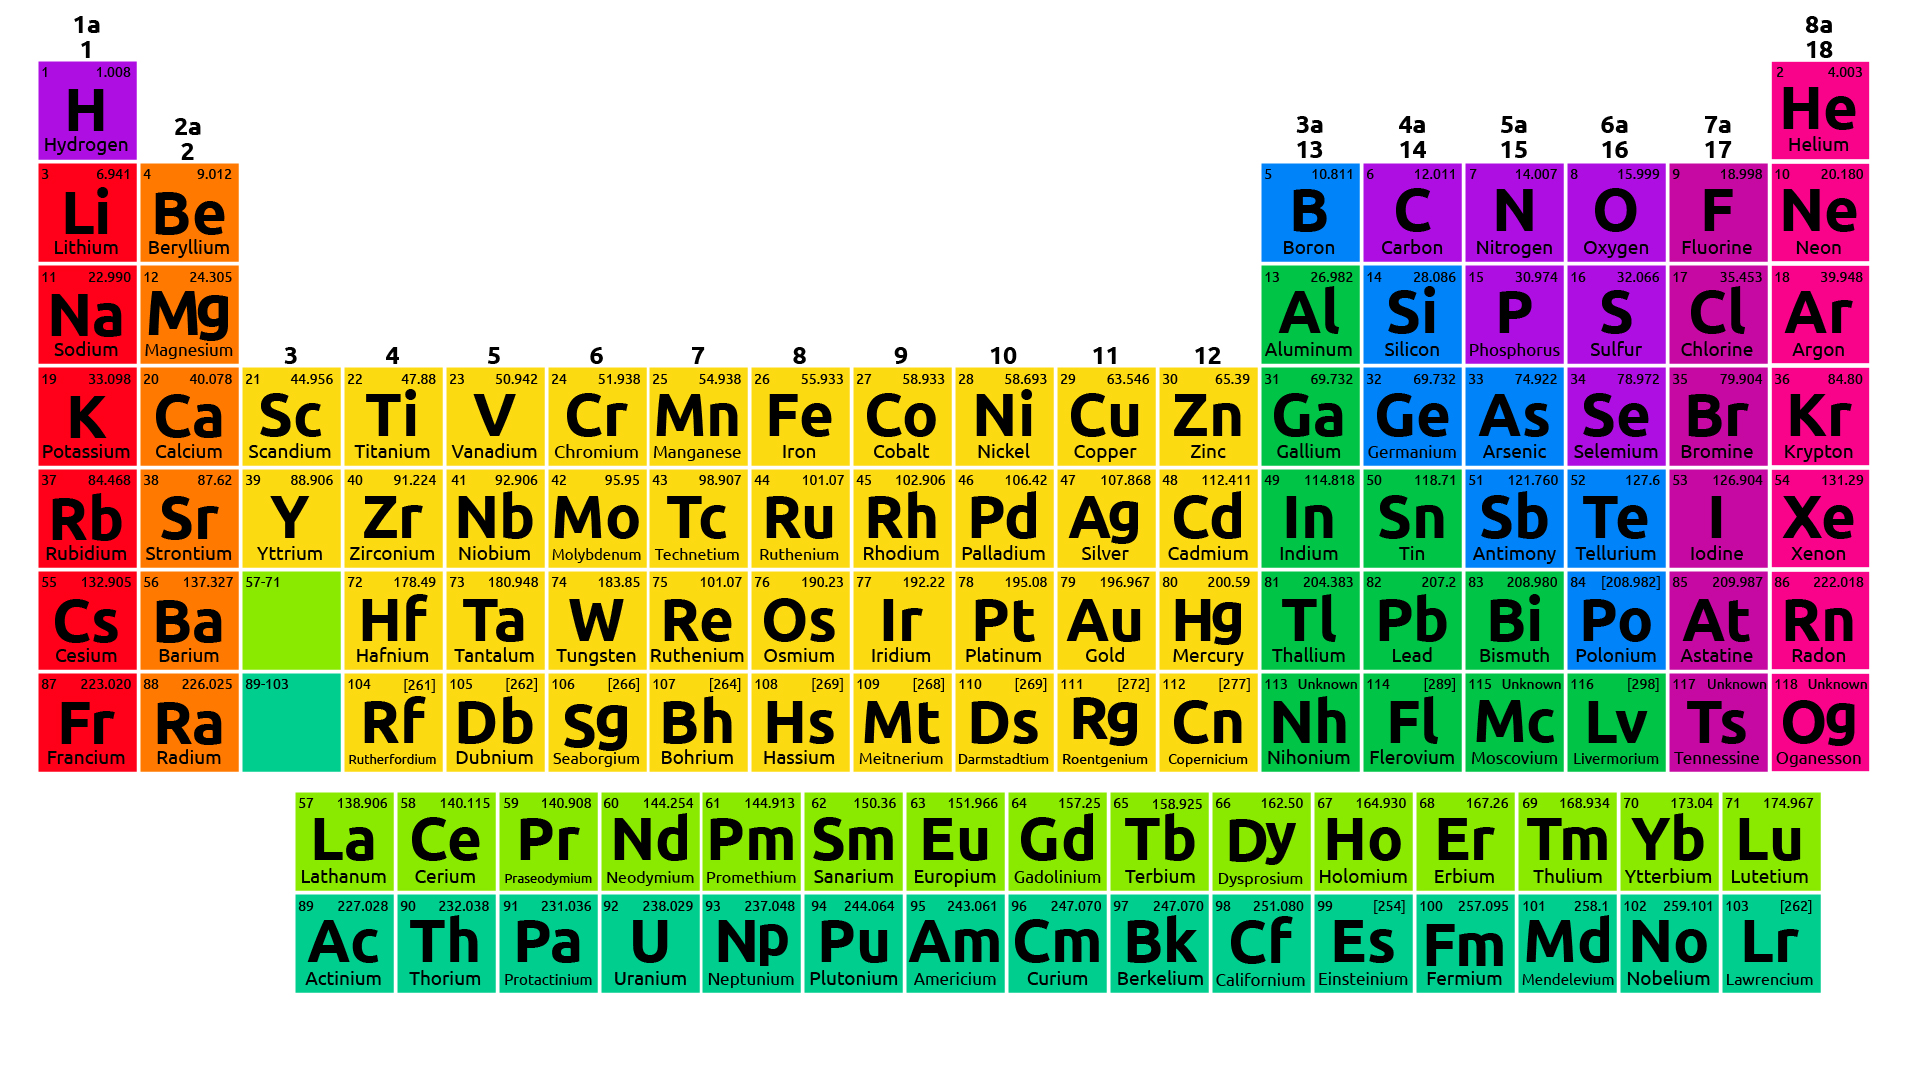 1a 8a
1 18
1 1.008 2 4.003
H He
Hydrogen Helium
2a 3a 4a 5a 6a 7a
2 13 14 15 16 17
3 6.941 4 9.012 5 10.811 6 12.011 7 14.007 8 15.999 9 18.998 10 20.180
Li Be B C N O F Ne
Lithium Beryllium Boron Carbon Nitrogen Oxygen Fluorine Neon
11 22.990 12 24.305 13 26.982 14 28.086 15 30.974 16 32.066 17 35.453 18 39.948
Na Mg Al Si P S Cl Ar
Sodium Magnesium Aluminum Silicon Phosphorus Sulfur Chlorine Argon
3 4 5 6 7 8 9 10 11 12
19 33.098 20 40.078 21 44.956 22 47.88 23 50.942 24 51.938 25 54.938 26 55.933 27 58.933 28 58.693 29 63.546 30 65.39 31 69.732 32 69.732 33 74.922 34 78.972 35 79.904 36 84.80
K Ca Sc Ti V Cr Mn Fe Co Ni Cu Zn Ga Ge As Se Br Kr
Potassium Calcium Scandium Titanium Vanadium Chromium Manganese Iron Cobalt Nickel Copper Zinc Gallium Germanium Arsenic Selemium Bromine Krypton
37 84.468 38 87.62 39 88.906 40 91.224 41 92.906 42 95.95 43 98.907 44 101.07 45 102.906 46 106.42 47 107.868 48 112.411 49 114.818 50 118.71 51 121.760 52 127.6 53 126.904 54 131.29
Rb Sr Y Zr Nb Mo Tc Ru Rh Pd Ag Cd In Sn Sb Te I Xe
Rubidium Strontium Yttrium Zirconium Niobium Molybdenum Technetium Ruthenium Rhodium Palladium Silver Cadmium Indium Tin Antimony Tellurium Iodine Xenon
55 132.905 56 137.327 57-71 72 178.49 73 180.948 74 183.85 75 101.07 76 190.23 77 192.22 78 195.08 79 196.967 80 200.59 81 204.383 82 207.2 83 208.980 84 [208.982] 85 209.987 86 222.018
Cs Ba Hf Ta W Re Os Ir Pt Au Hg Tl Pb Bi Po At Rn
Cesium Barium Hafnium Tantalum Tungsten Ruthenium Osmium Iridium Platinum Gold Mercury Thallium Lead Bismuth Polonium Astatine Radon
87 223.020 88 226.025 89-103 104 [261] 105 [262] 106 [266] 107 [264] 108 [269] 109 [268] 110 [269] 111 [272] 112 [277] 113 Unknown 114 [289] 115 Unknown 116 [298] 117 Unknown 118 Unknown
Fr Ra Rf Db Sg Bh Hs Mt Ds Rg Cn Nh Fl Mc Lv Ts Og
Francium Radium Rutherfordium Dubnium Seaborgium Bohrium Hassium Meitnerium Darmstadtium Roentgenium Copernicium Nihonium Flerovium Moscovium Livermorium Tennessine Oganesson
57 138.906 58 140.115 59 140.908 60 144.254 61 144.913 62 150.36 63 151.966 64 157.25 65 158.925 66 162.50 67 164.930 68 167.26 69 168.934 70 173.04 71 174.967
La Ce Pr Nd Pm Sm Eu Gd Tb Dy Ho Er Tm Yb Lu
Lathanum Cerium Praseodymium Neodymium Promethium Sanarium Europium Gadolinium Terbium Dysprosium Holomium Erbium Thulium Ytterbium Lutetium
89 227.028 90 232.038 91 231.036 92 238.029 93 237.048 94 244.064 95 243.061 96 247.070 97 247.070 98 251.080 99 [254] 100 257.095 101 258.1 102 259.101 103 [262]
Ac Th Pa U Np Pu Am Cm Bk Cf Es Fm Md No Lr
Actinium Thorium Protactinium Uranium Neptunium Plutonium Americium Curium Berkelium Californium Einsteinium Fermium Mendelevium Nobelium Lawrencium